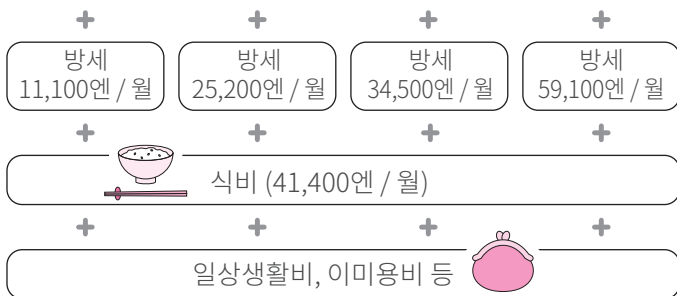 + + + +
방세 방세 방세 방세
11,100엔 / 월 25,200엔 / 월 34,500엔 / 월 59,100엔 / 월
+ + + +
식비 (41,400엔 / 월)
+ + + +
일상생활비, 이미용비 등